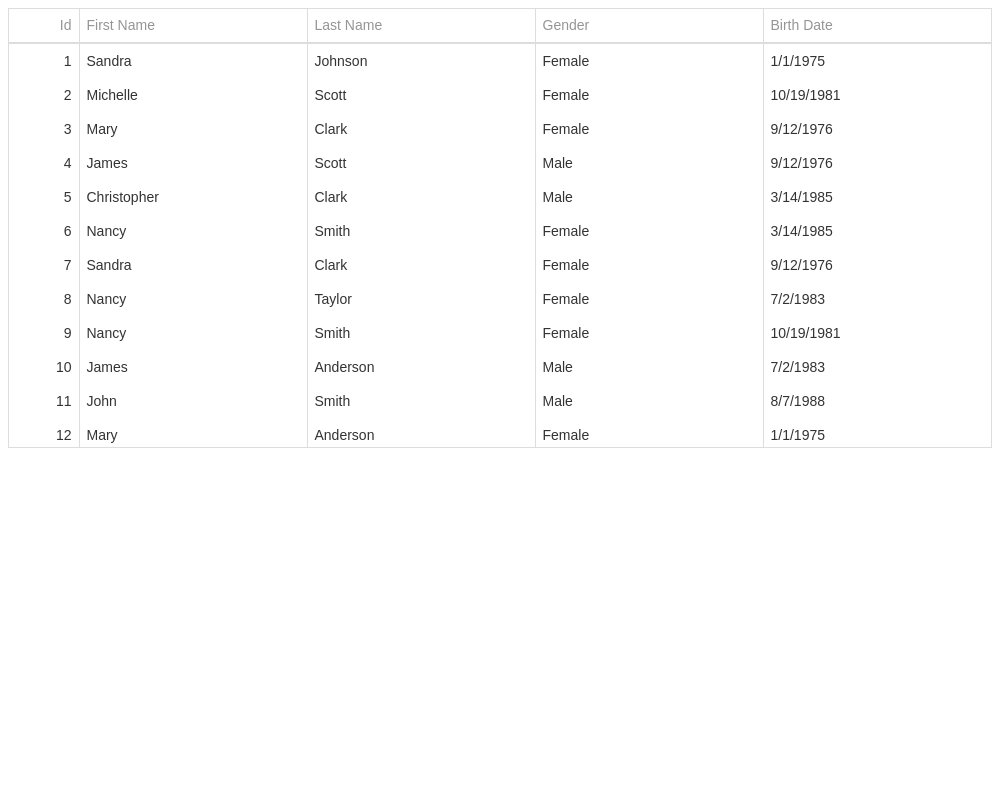 Id First Name Last Name Gender Birth Date
1 Sandra Johnson Female 1/1/1975
2 Michelle Scott Female 10/19/1981
3 Mary Clark Female 9/12/1976
4 James Scott Male 9/12/1976
5 Christopher Clark Male 3/14/1985
6 Nancy Smith Female 3/14/1985
7 Sandra Clark Female 9/12/1976
8 Nancy Taylor Female 7/2/1983
9 Nancy Smith Female 10/19/1981
10 James Anderson Male 7/2/1983
11 John Smith Male 8/7/1988
12 Mary Anderson Female 1/1/1975